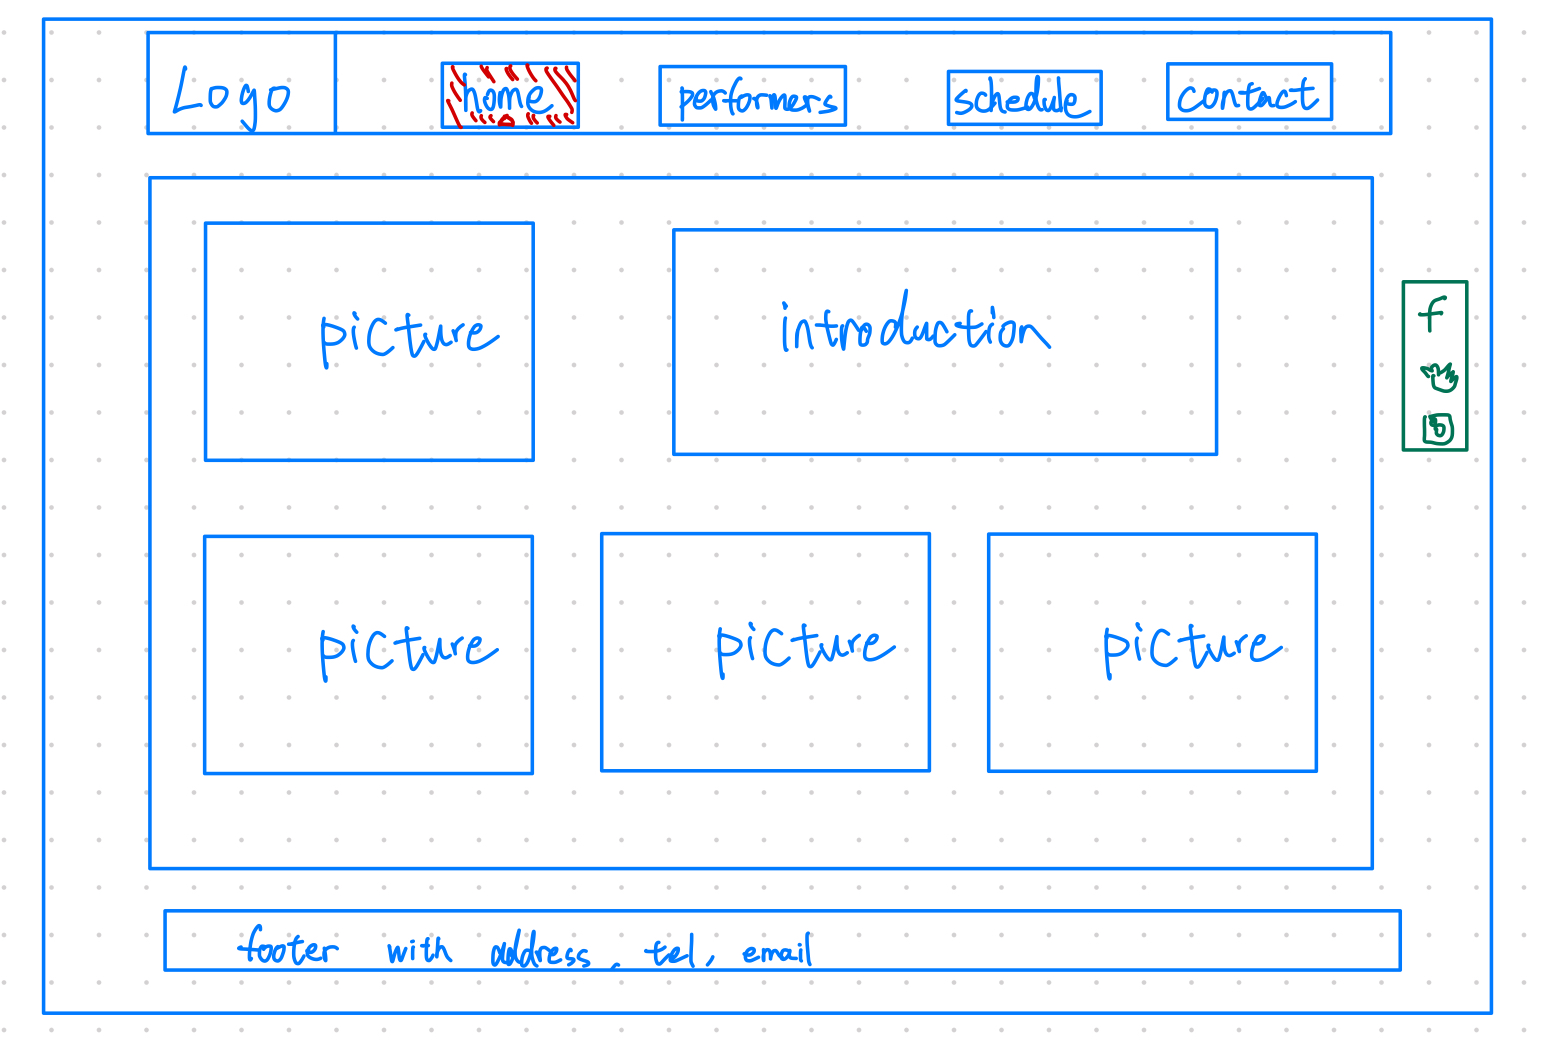 Logo home performers schedule contact
picture introduction
f
picture picture picture
footer with address, tel, email